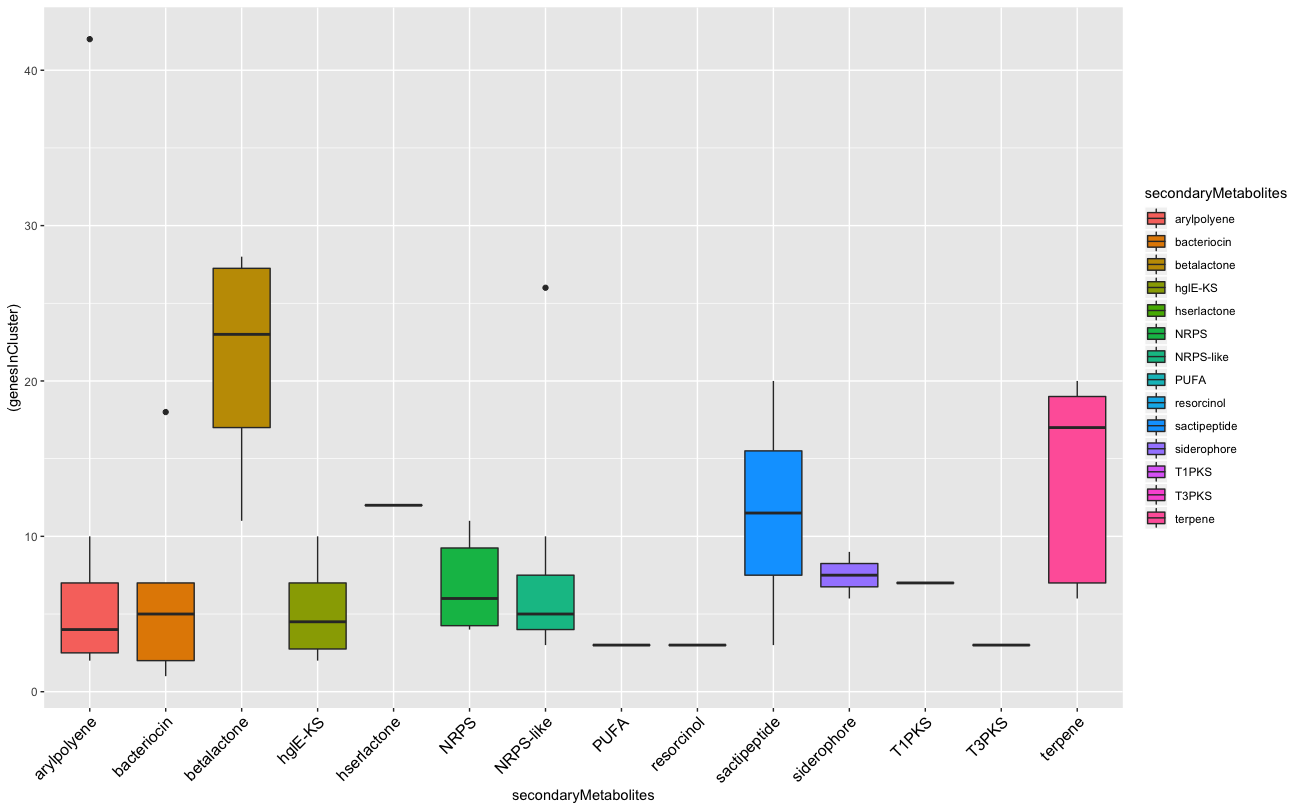 (genesInCluster)
40
30
20
10
0
arylpolyene
bacteriocin
betalactone
hglE-KS
hserlactone
NRPS
NRPS-like
PUFA
resorcinol
sactipeptide
siderophore
T1PKS
T3PKS
terpene
secondaryMetabolites
secondaryMetabolites
arylpolyene
bacteriocin
betalactone
hglE-KS
hserlactone
NRPS
NRPS-like
PUFA
resorcinol
sactipeptide
siderophore
T1PKS
T3PKS
terpene